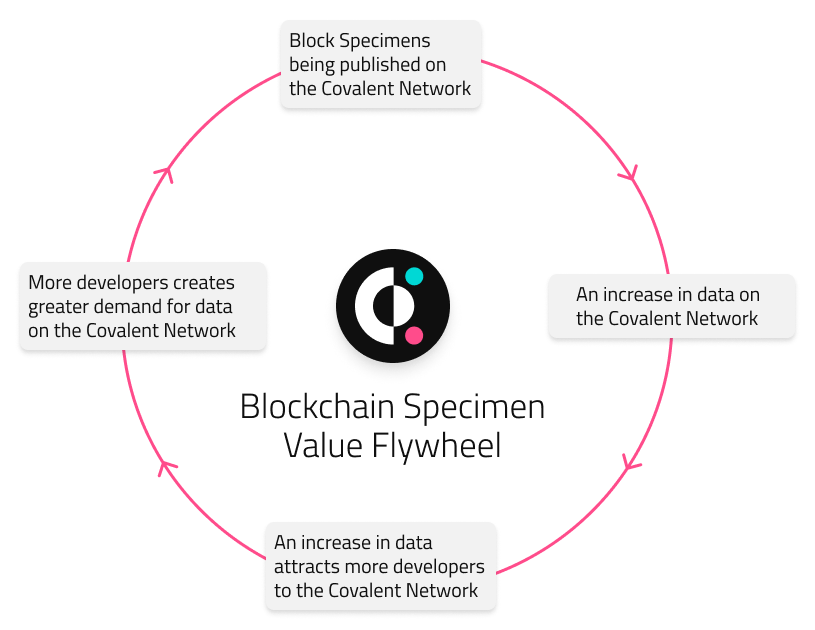 Block Specimens
being published on
the Covalent Network
An increase in data on
the Covalent Network
An increase in data
attracts more developers
to the Covalent Network
More developers creates
greater demand for data
on the Covalent Network
Blockchain Specimen
Value Flywheel